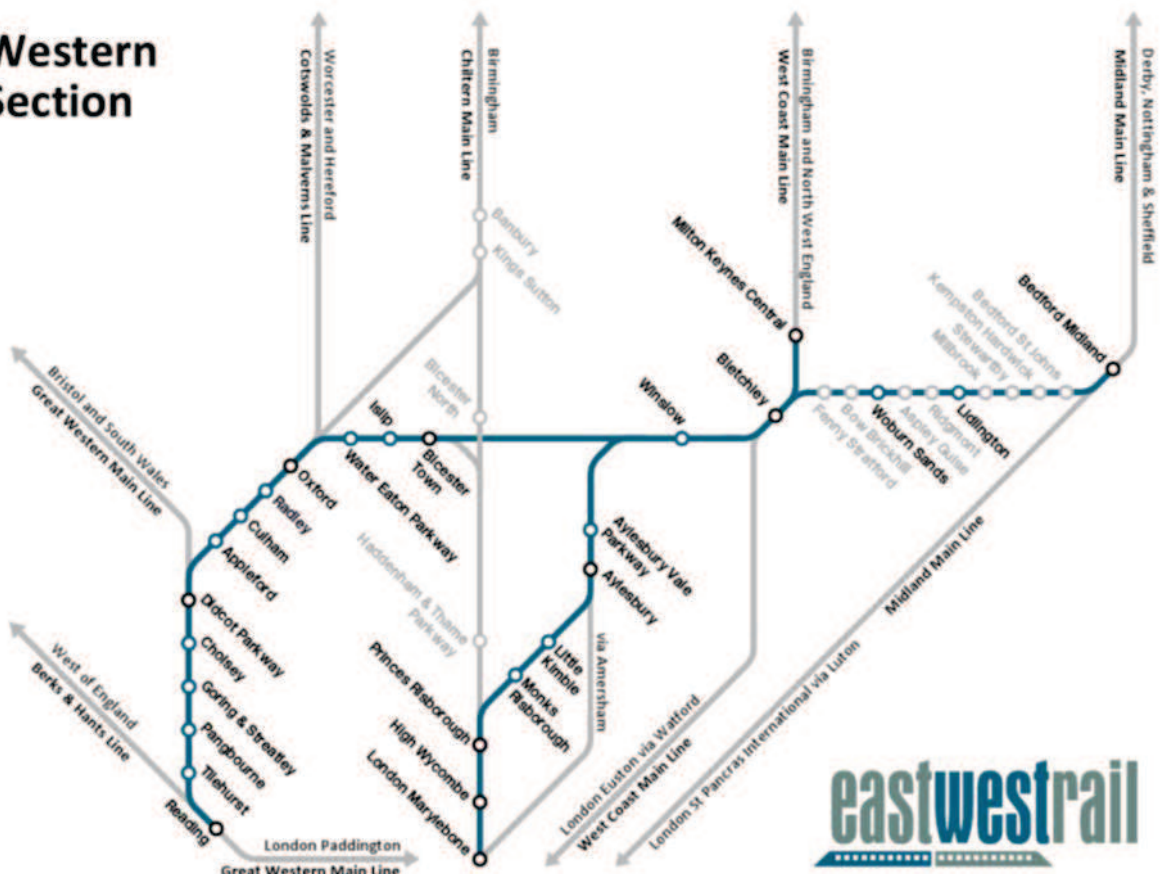 Western
Section
Worcester and Hereford
Cotswolds & Malverns Line
Birmingham
Chiltern Main Line
Birmingham and North West England
West Coast Main Line
Derby, Nottingham & Sheffield
Midland Main Line
Banbury
Kings Sutton
Milton Keynes Central
Bletchley
Winslow
Bedford Midland
Bedford St Johns
Kempston Hardwick
Stewartby
Millbrook
Lidlington
Ridgmont
Aspley Guise
Woburn Sands
Bow Brickhill
Fenny Stratford
Bristol and South Wales
Great Western Main Line
Bicester
North
Islip
Bicester
Town
Water Eaton Parkway
Oxford
Radley
Culham
Appleford
Didcot Parkway
Cholsey
Goring & Streatley
Pangbourne
Tilehurst
Reading
West of England
Berks & Hants Line
London Paddington
Great Western Main Line
Haddenham & Thame
Parkway
Aylesbury Vale
Parkway
Aylesbury
Little
Kimble
Monks
Risborough
Princes Risborough
High Wycombe
London Marylebone
via Amersham
London Euston via Watford
West Coast Main Line
Midland Main Line
London St Pancras International via Luton
eastwestrail